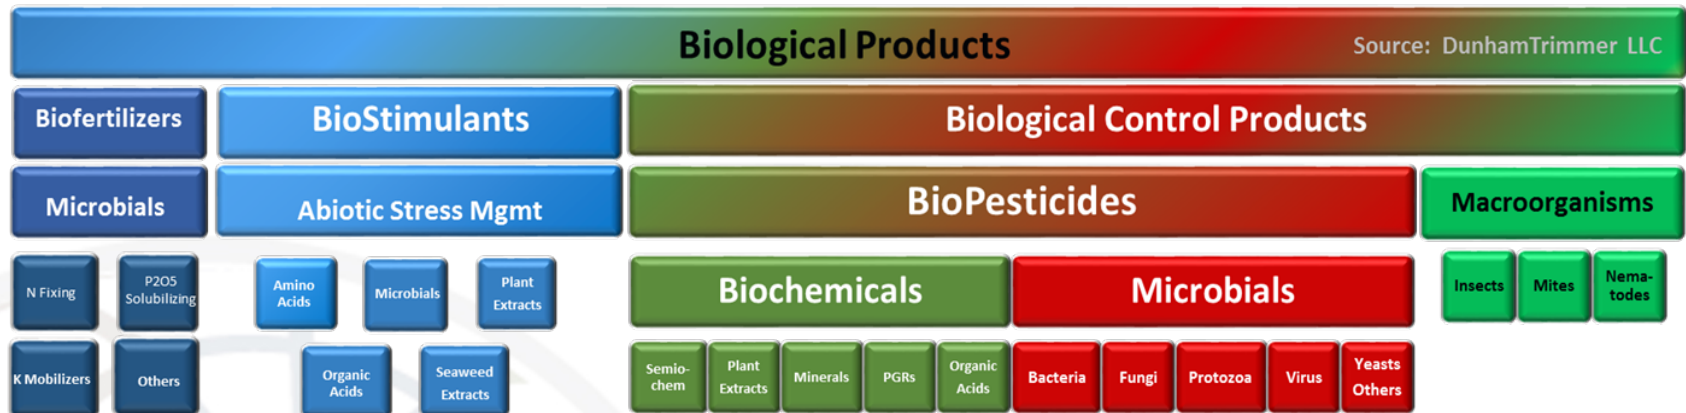 Biological Products
Source: DunhamTrimmer LLC
Biofertilizers
BioStimulants
Biological Control Products
Microbials
Abiotic Stress Mgmt
BioPesticides
Macroorganisms
N Fixing
P2O5
Solubilizing
Amino
Acids
Microbials
Plant
Extracts
Biochemicals
Microbials
Insects
Mites
Nema-
todes
K Mobilizers
Others
Organic
Acids
Seaweed
Extracts
Semio-
chem
Plant
Extracts
Minerals
PGRs
Organic
Acids
Bacteria
Fungi
Protozoa
Virus
Yeasts
Others